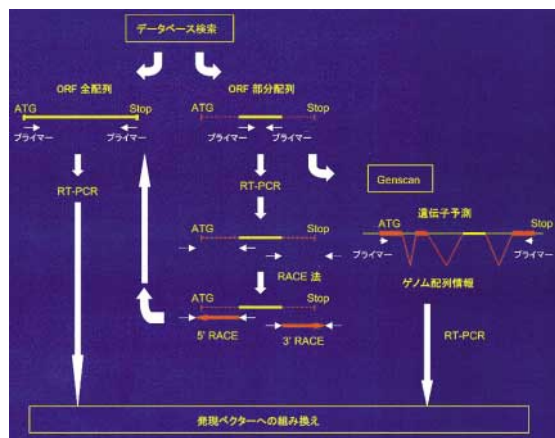 データベース検索
ORF 全配列
ORF 部分配列
ATG
Stop
プライマー
プライマー
ATG
Stop
プライマー
プライマー
RT-PCR
RT-PCR
Genscan
遺伝子予測
ATG
Stop
プライマー
プライマー
ゲノム配列情報
RACE 法
ATG
Stop
5' RACE
3' RACE
RT-PCR
発現ベクターへの組み換え